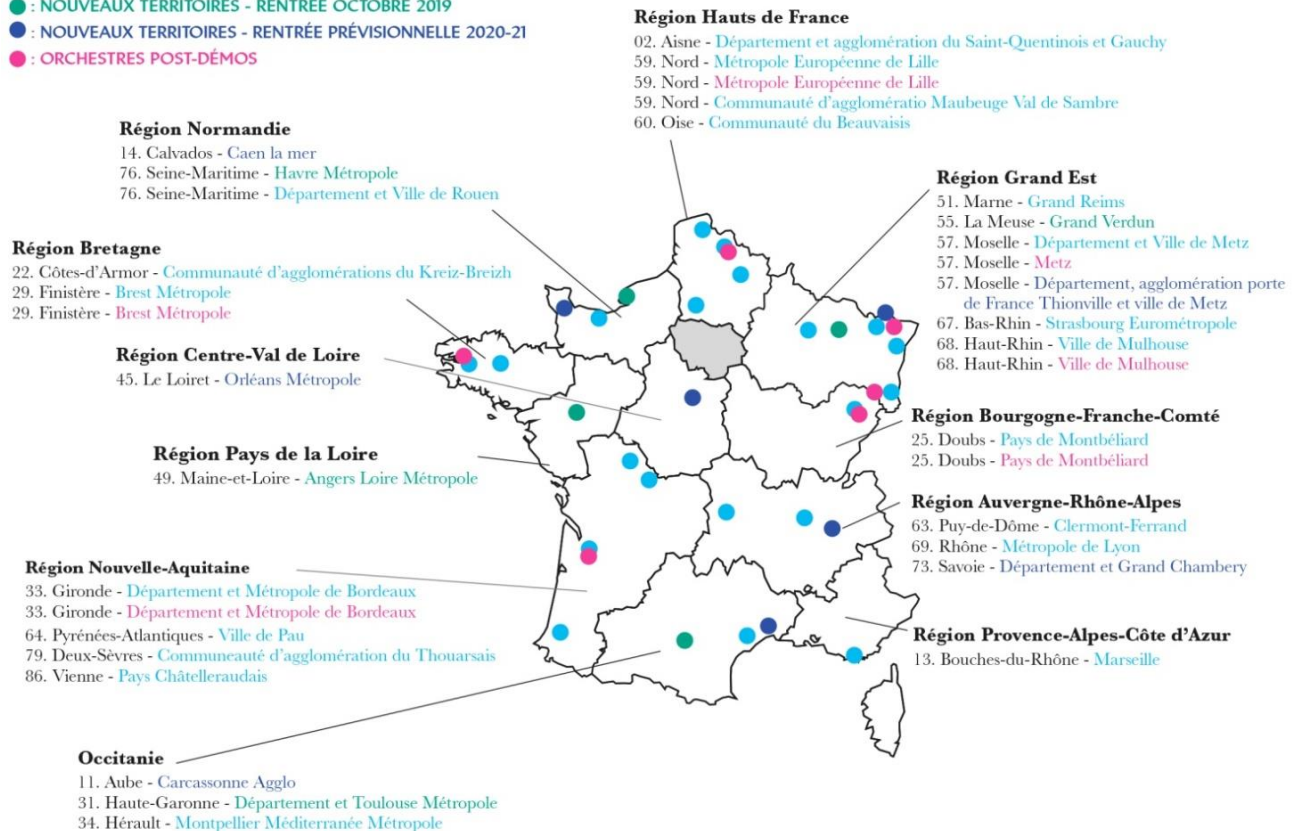 : NOUVEAUX TERRITOIRES - RENTRÉE OCTOBRE 2019
: NOUVEAUX TERRITOIRES - RENTRÉE PRÉVISIONNELLE 2020-21
: ORCHESTRES POST-DÉMOS
Région Hauts de France
02. Aisne - Département et agglomération du Saint-Quentinois et Gauchy
59. Nord - Métropole Européenne de Lille
59. Nord - Métropole Européenne de Lille
59. Nord - Communauté d'agglomératio Maubeuge Val de Sambre
60. Oise - Communauté du Beauvaisis
Région Normandie
14. Calvados - Caen la mer
76. Seine-Maritime - Havre Métropole
76. Seine-Maritime - Département et Ville de Rouen
Région Grand Est
51. Marne - Grand Reims
55. La Meuse - Grand Verdun
57. Moselle - Département et Ville de Metz
57. Moselle - Metz
57. Moselle - Département, agglomération porte
de France Thionville et ville de Metz
67. Bas-Rhin - Strasbourg Eurométropole
68. Haut-Rhin - Ville de Mulhouse
68. Haut-Rhin - Ville de Mulhouse
Région Bretagne
22. Côtes-d'Armor - Communauté d'agglomérations du Kreiz-Breizh
29. Finistère - Brest Métropole
29. Finistère - Brest Métropole
Région Centre-Val de Loire
45. Le Loiret - Orléans Métropole
Région Bourgogne-Franche-Comté
25. Doubs - Pays de Montbéliard
25. Doubs - Pays de Montbéliard
Région Pays de la Loire
49. Maine-et-Loire - Angers Loire Métropole
Région Auvergne-Rhône-Alpes
63. Puy-de-Dôme - Clermont-Ferrand
69. Rhône - Métropole de Lyon
73. Savoie - Département et Grand Chambery
Région Nouvelle-Aquitaine
33. Gironde - Département et Métropole de Bordeaux
33. Gironde - Département et Métropole de Bordeaux
64. Pyrénées-Atlantiques - Ville de Pau
79. Deux-Sèvres - Communeauté d'agglomération du Thouarsais
86. Vienne - Pays Châtelleraudais
Région Provence-Alpes-Côte d'Azur
13. Bouches-du-Rhône - Marseille
Occitanie
11. Aube - Carcassonne Agglo
31. Haute-Garonne - Département et Toulouse Métropole
34. Hérault - Montpellier Méditerranée Métropole